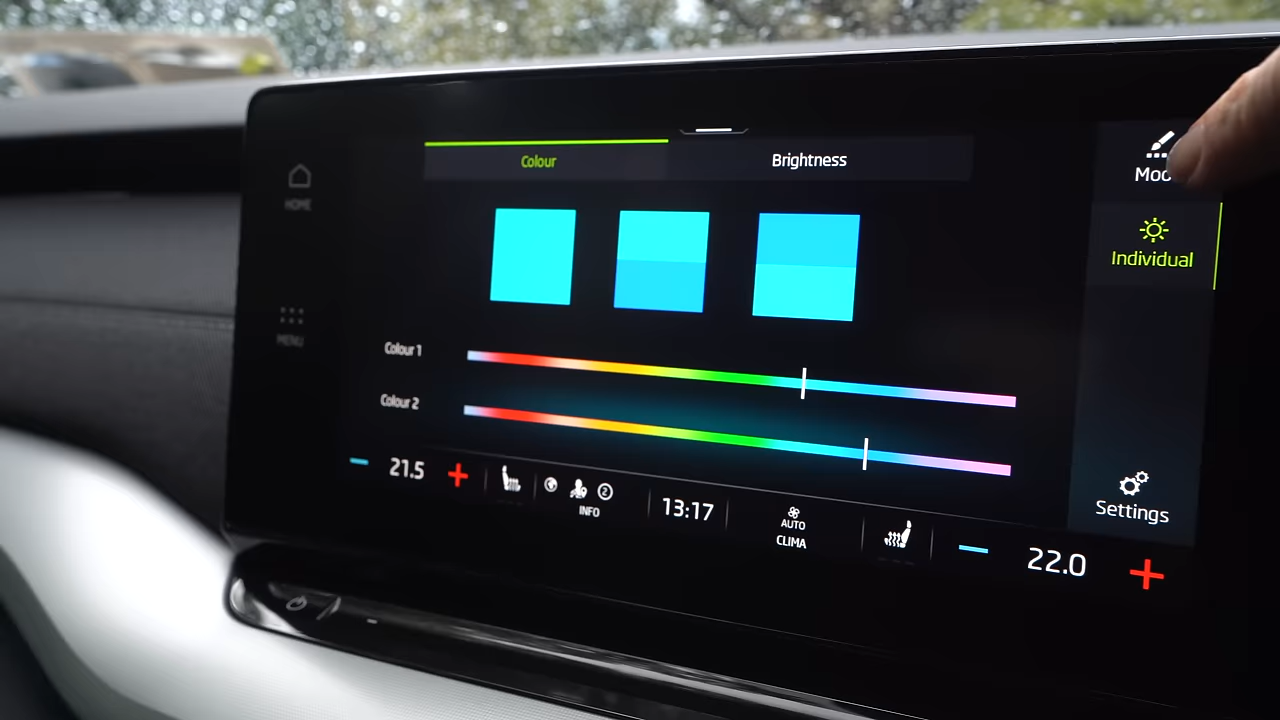 Colour
Brightness
HOME
MENU
Colour 1
Colour 2
Individual
Settings
21.5
2
INFO
13:17
AUTO
CLIMA
22.0